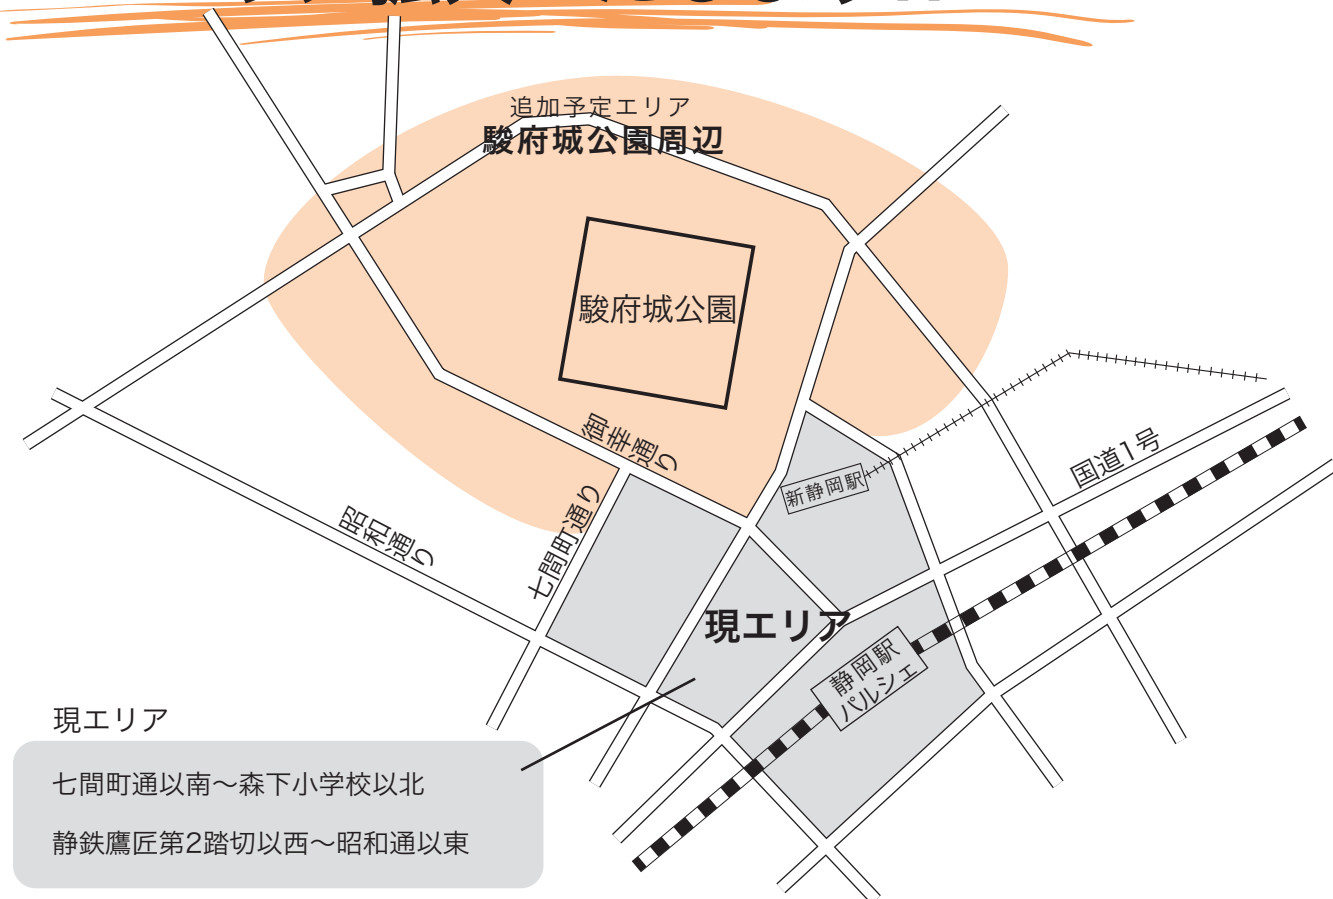 追加予定エリア
駿府城公園周辺
駿府城公園
御幸通り
国道1号
新静岡駅
七間町通り
昭和通り
現エリア
静岡駅
パルシェ
現エリア
七間町通以南～森下小学校以北
静鉄鷹匠第2踏切以西～昭和通以東